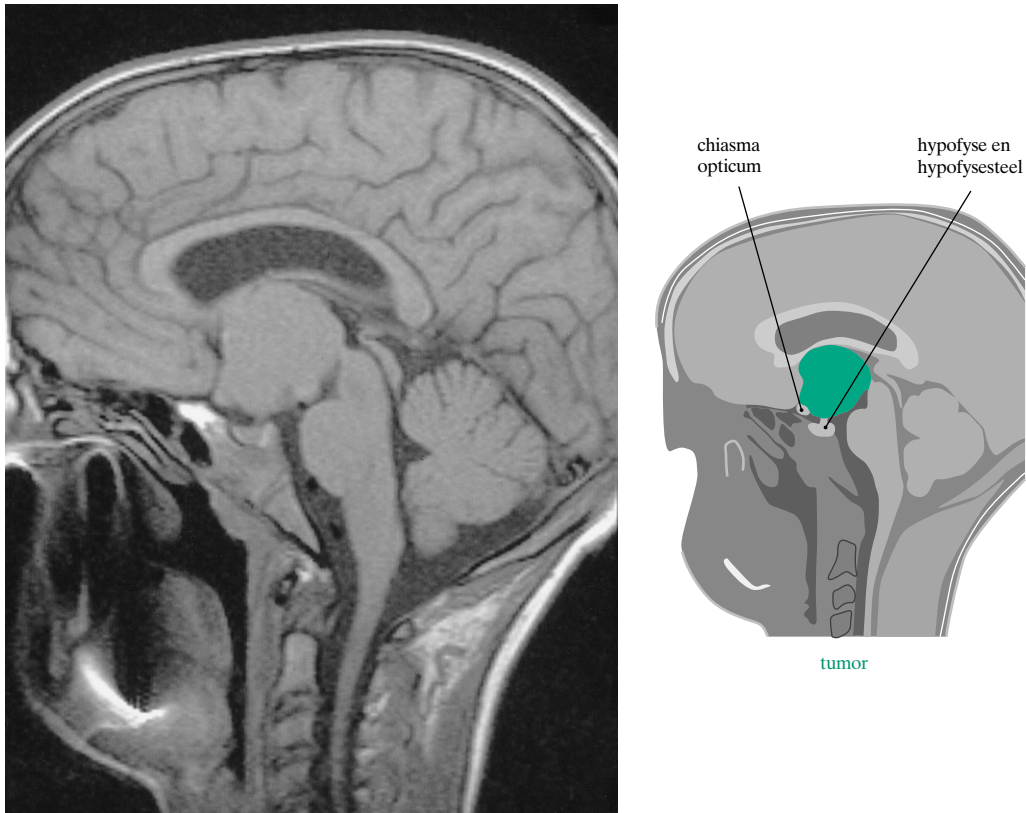 chiasma
opticum
hypofyse en
hypofysesteel
tumor